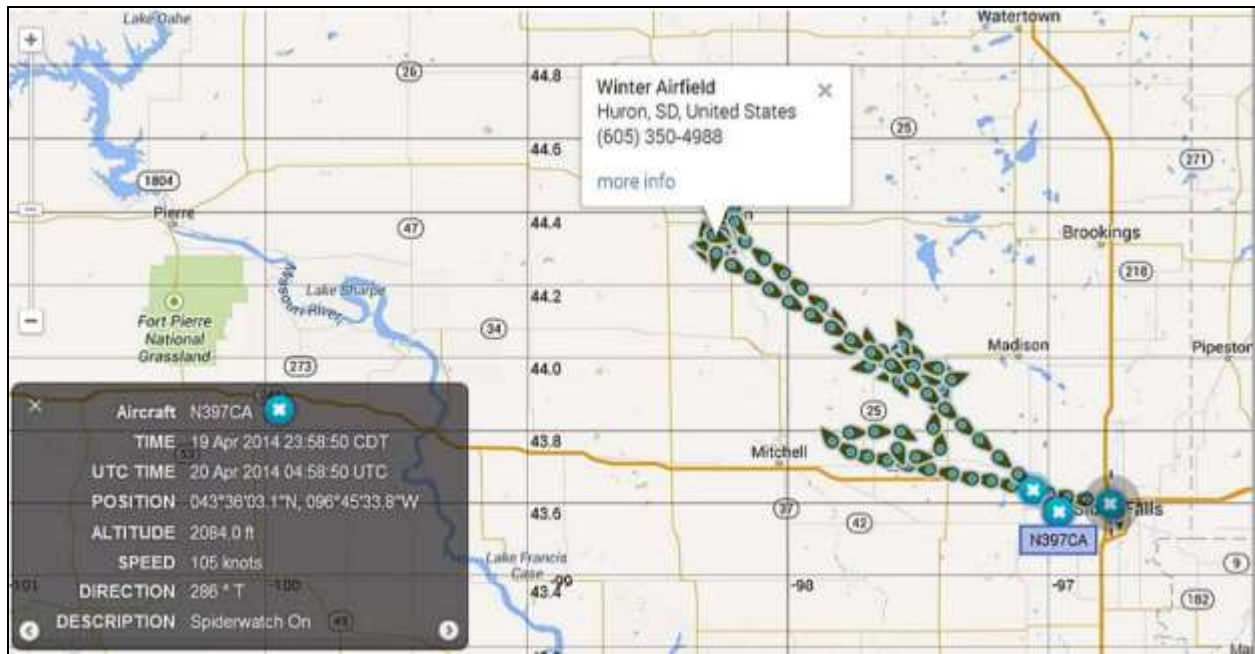 Lake Oahe
Watertown
44.8
26
Winter Airfield
Huron, SD, United States
(605) 350-4988
more info
25
44.6
271
1804
Pierre
44.4
47
Brookings
218
Missouri River
Lake Sharpe
44.2
Fort Pierre
National
Grassland
34
273
44.0
Madison
Pipeston
25
43.8
Mitchell
43.6
37
42
Falls
N397CA
Lake Francis
Case
-101
-100
-99
43.4
-98
-97
9
182
Aircraft N397CA
TIME 19 Apr 2014 23:58:50 CDT
UTC TIME 20 Apr 2014 04:58:50 UTC
POSITION 043°36'03.1"N, 096°45'33.8"W
ALTITUDE 2084.0 ft
SPEED 105 knots
DIRECTION 286 ° T
DESCRIPTION Spiderwatch On